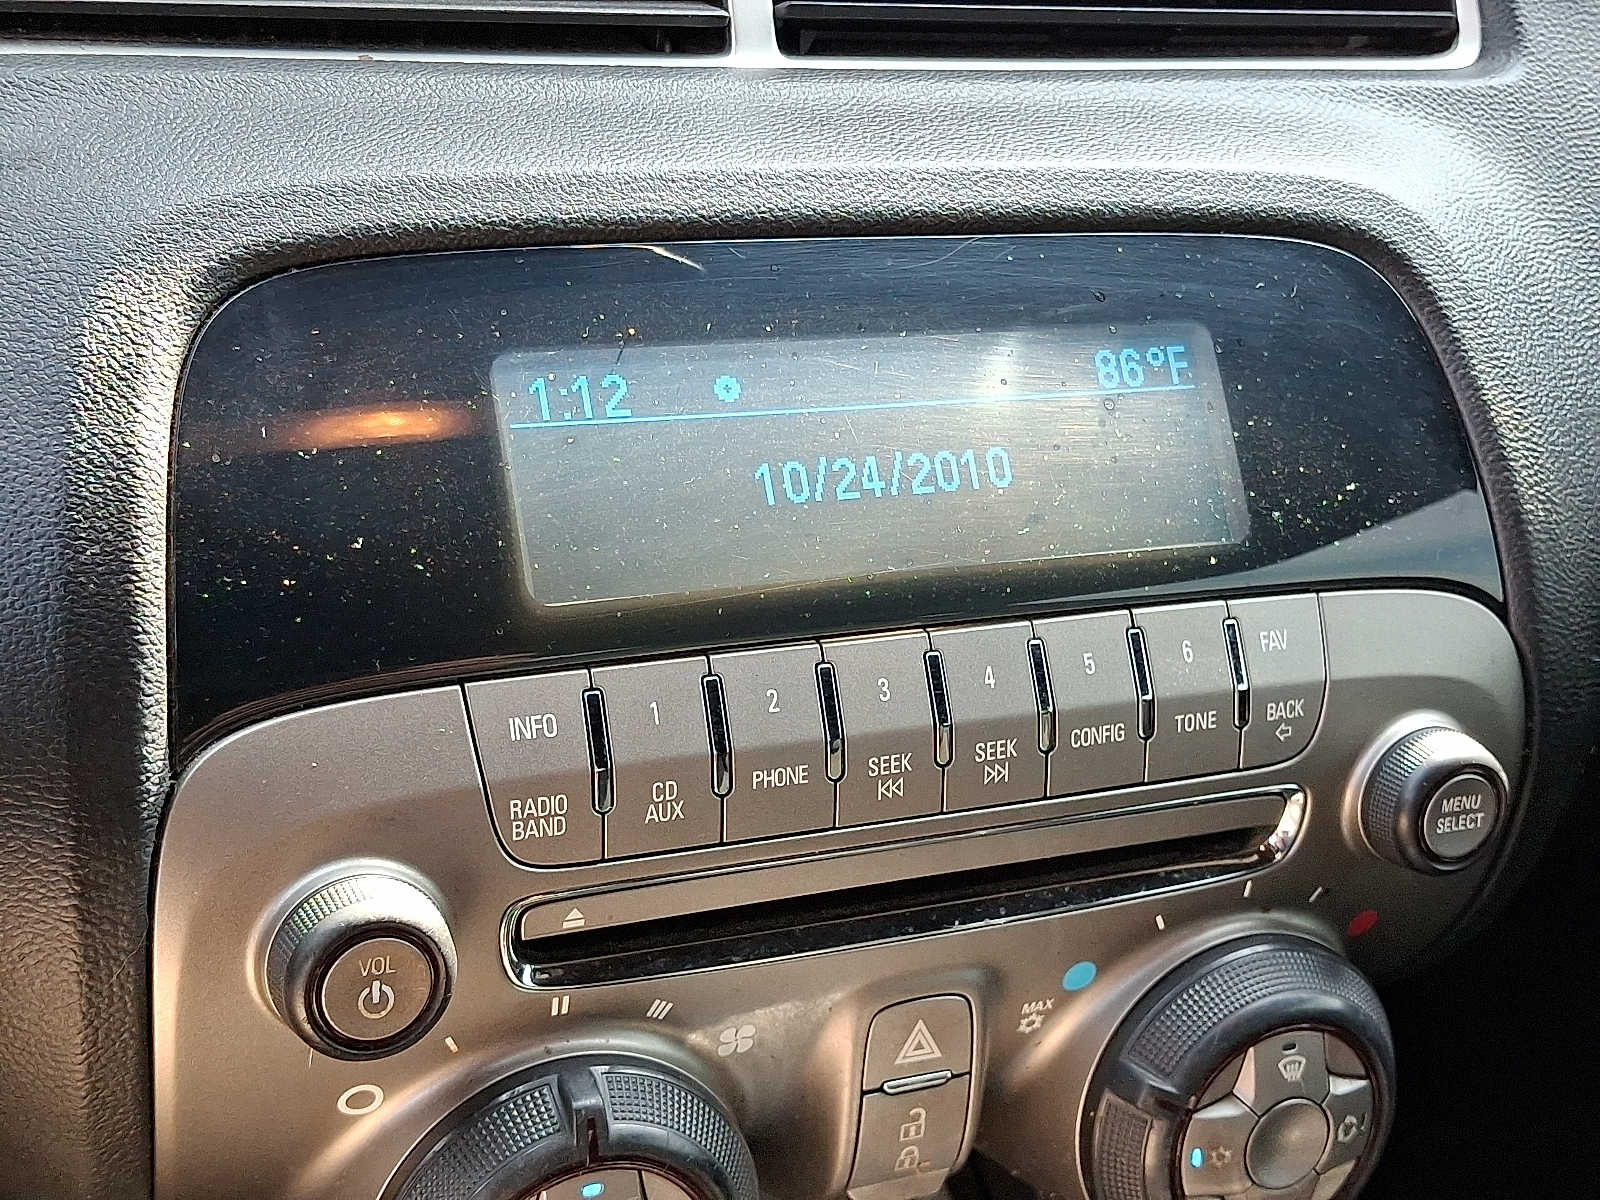 1:12 86°F
10/24/2010
INFO 1 2 3 4 5 6 FAV
RADIO
BAND
CD
AUX
PHONE
SEEK
SEEK
CONFIG
TONE
BACK
MENU
SELECT
VOL
MAX